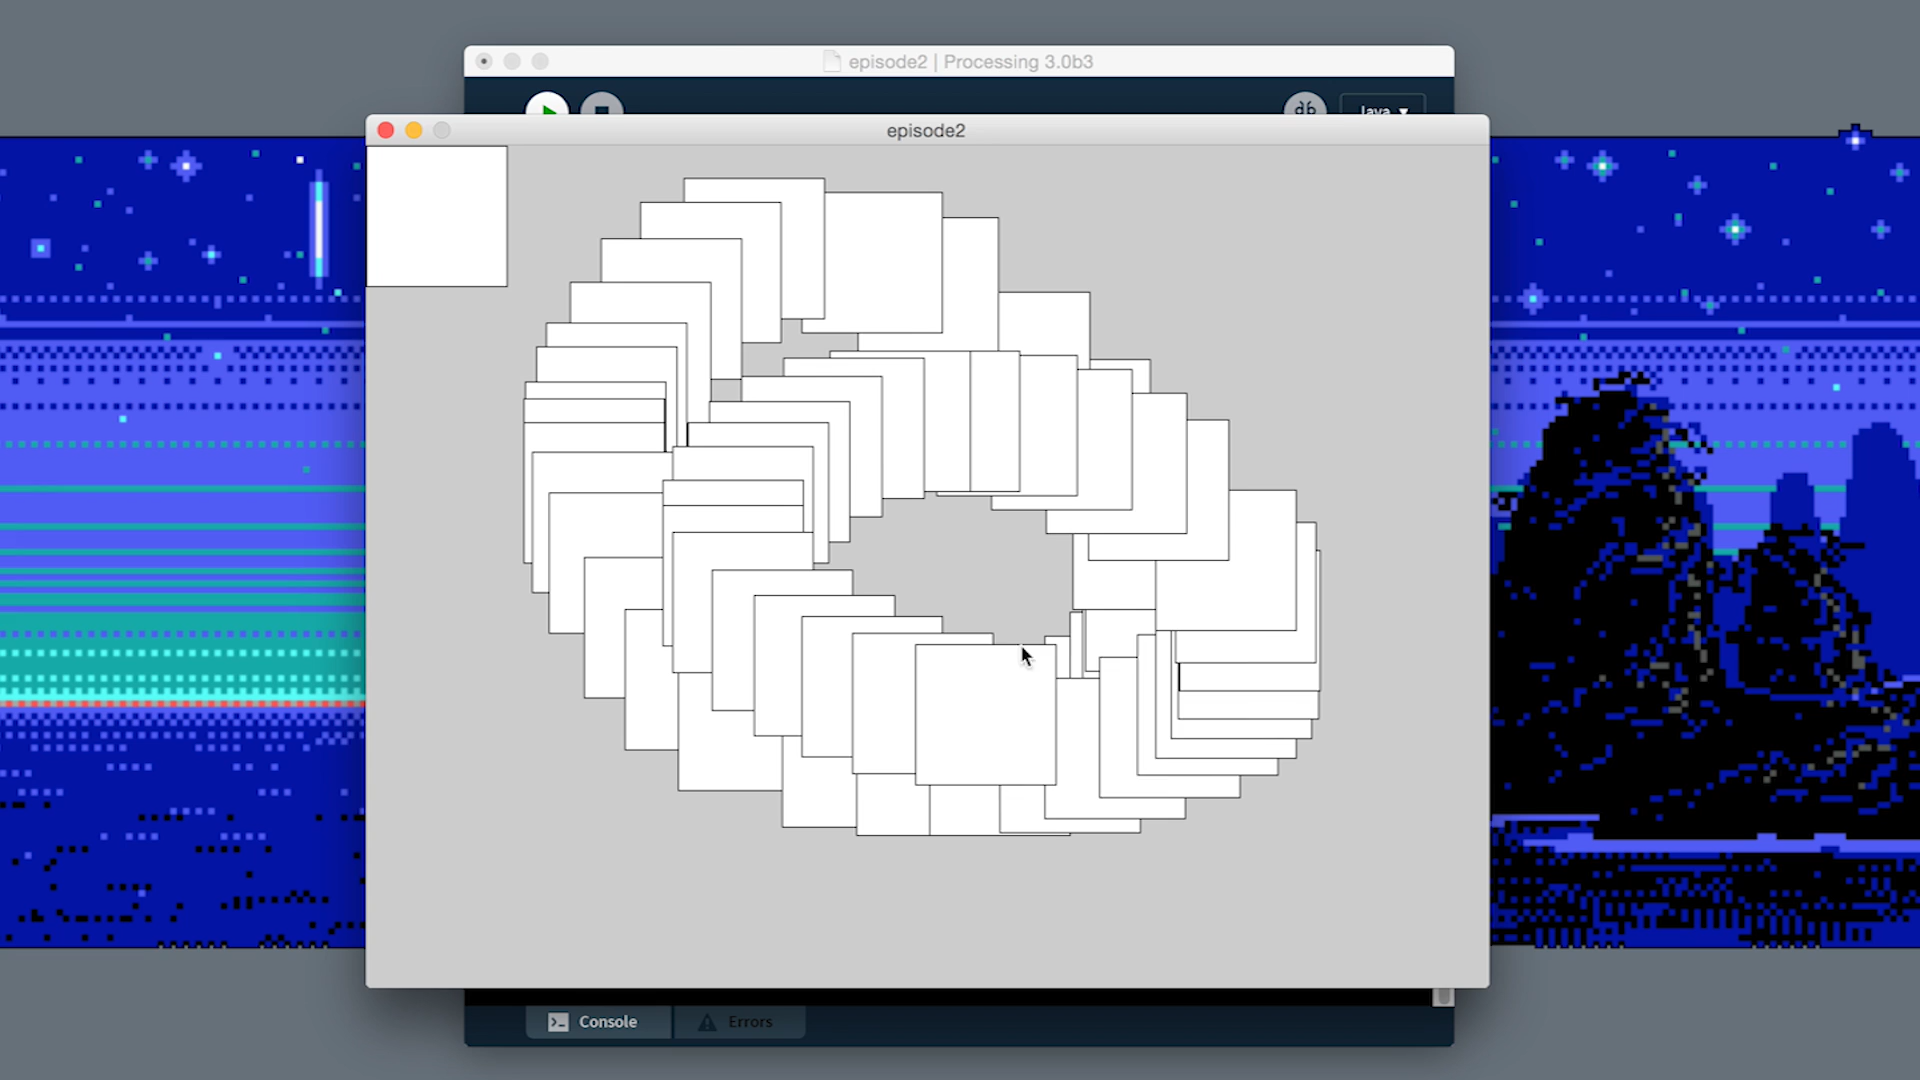 episode2 | Processing 3.0b3
Java
episode2
Console
Errors